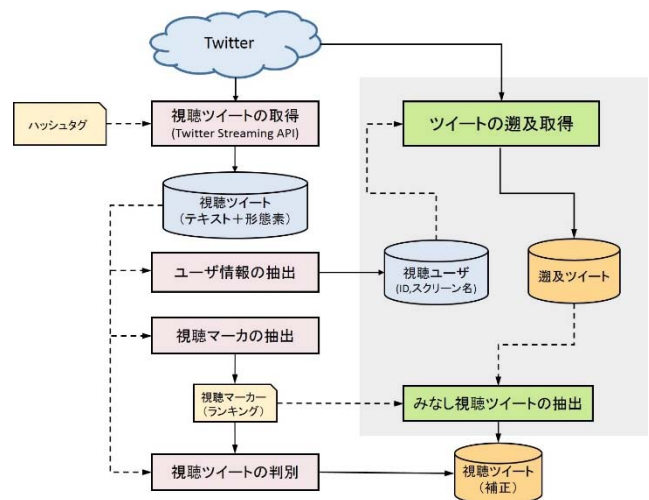 Twitter
ハッシュタグ
視聴ツイートの取得
(Twitter Streaming API)
ツイートの遡及取得
視聴ツイート
(テキスト+形態素)
ユーザ情報の抽出
視聴ユーザ
(ID,スクリーン名)
遡及ツイート
視聴マーカの抽出
視聴マーカー
(ランキング)
みなし視聴ツイートの抽出
視聴ツイートの判別
視聴ツイート
(補正)